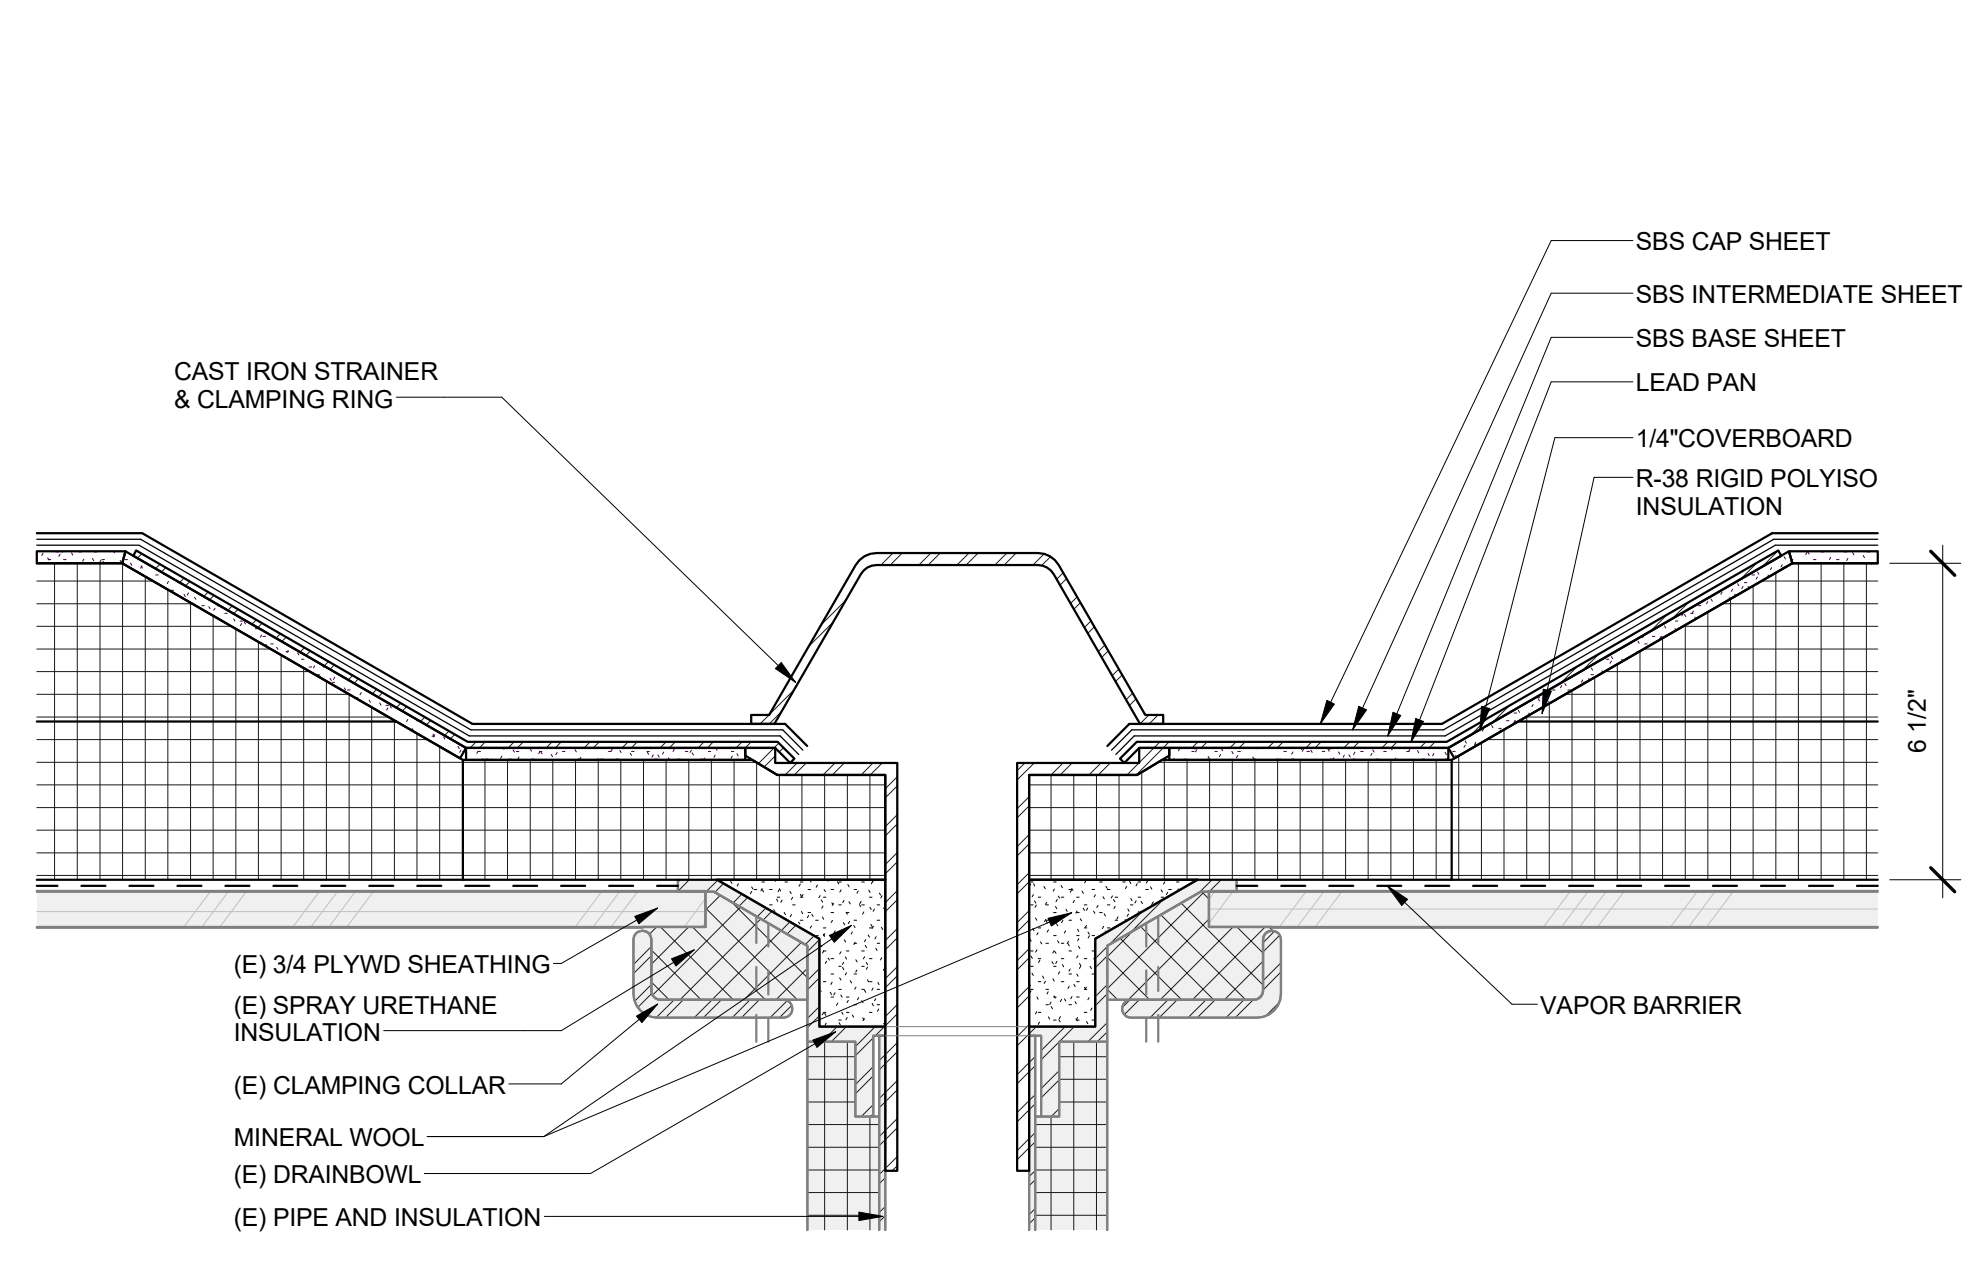 SBS CAP SHEET
SBS INTERMEDIATE SHEET
SBS BASE SHEET
LEAD PAN
1/4"COVERBOARD
R-38 RIGID POLYISO
INSULATION
CAST IRON STRAINER
& CLAMPING RING
6 1/2"
(E) 3/4 PLYWD SHEATHING
(E) SPRAY URETHANE
INSULATION
(E) CLAMPING COLLAR
MINERAL WOOL
(E) DRAINBOWL
(E) PIPE AND INSULATION
VAPOR BARRIER